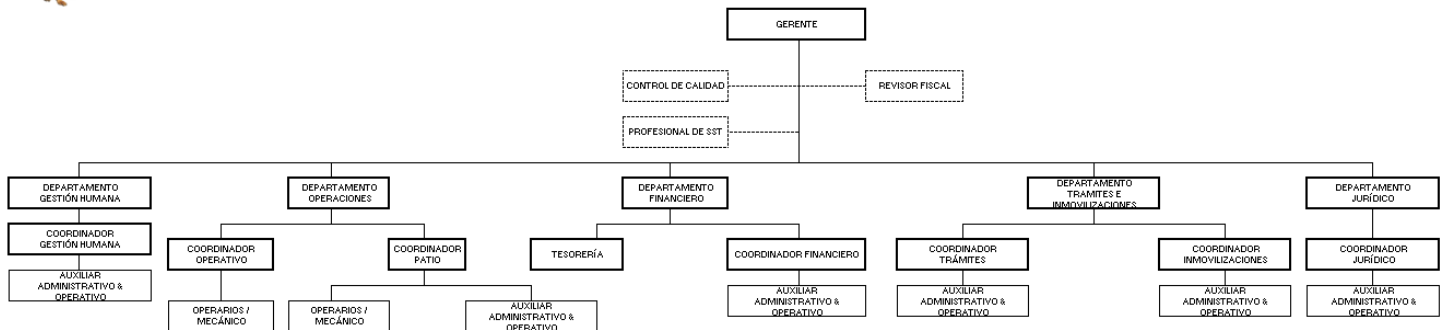 GERENTE
CONTROL DE CALIDAD
REVISOR FISCAL
PROFESIONAL DE SST
DEPARTAMENTO
GESTIÓN HUMANA
DEPARTAMENTO
OPERACIONES
DEPARTAMENTO
FINANCIERO
DEPARTAMENTO
TRAMITES E
INMOVILIZACIONES
DEPARTAMENTO
JURÍDICO
COORDINADOR
GESTIÓN HUMANA
COORDINADOR
OPERATIVO
COORDINADOR
PATIO
TESORERÍA
COORDINADOR FINANCIERO
COORDINADOR
TRÁMITES
COORDINADOR
INMOVILIZACIONES
COORDINADOR
JURÍDICO
AUXILIAR
ADMINISTRATIVO &
OPERATIVO
OPERARIOS /
MECÁNICO
OPERARIOS /
MECÁNICO
AUXILIAR
ADMINISTRATIVO &
OPERATIVO
AUXILIAR
ADMINISTRATIVO &
OPERATIVO
AUXILIAR
ADMINISTRATIVO &
OPERATIVO
AUXILIAR
ADMINISTRATIVO &
OPERATIVO
AUXILIAR
ADMINISTRATIVO &
OPERATIVO